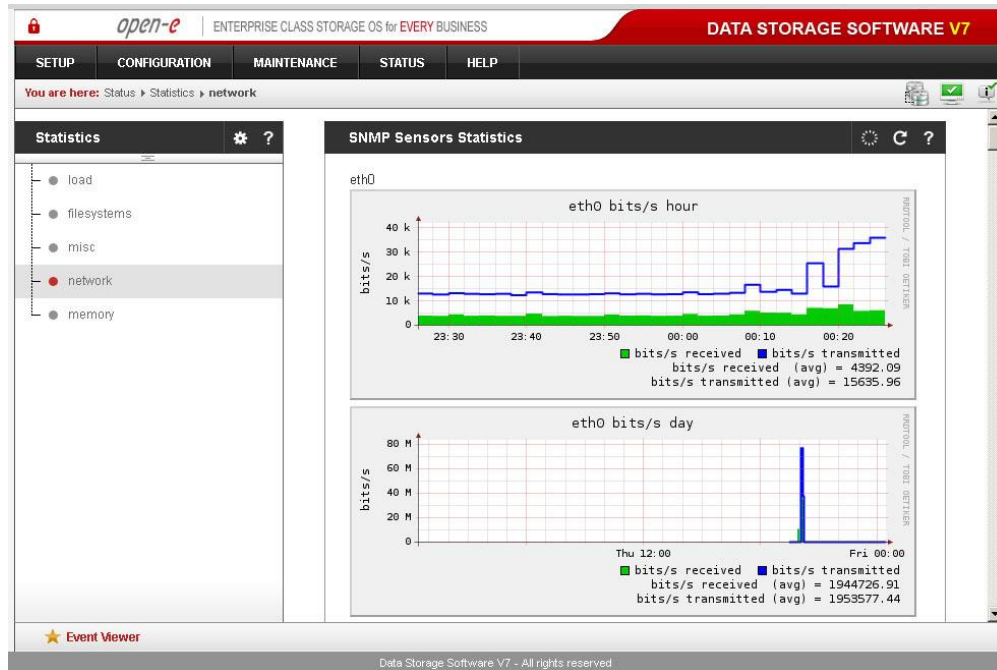 open-e ENTERPRISE CLASS STORAGE OS for EVERY BUSINESS DATA STORAGE SOFTWARE V7
SETUP CONFIGURATION MAINTENANCE STATUS HELP
You are here: Status Statistics network
Statistics ?
load
filesystems
misc
network
memory
SNMP Sensors Statistics ?
eth0
eth0 bits/s hour
RRDTOOL / TOBI OETIKER
bits/s
40 k
30 k
20 k
10 k
0
23:30 23:40 23:50 00:00 00:10 00:20
bits/s received bits/s transmitted
bits/s received (avg) = 4392.09
bits/s transmitted (avg) = 15635.96
eth0 bits/s day
RRDTOOL / TOBI OETIKER
bits/s
80 M
60 M
40 M
20 M
0
Thu 12:00 Fri 00:00
bits/s received bits/s transmitted
bits/s received (avg) = 1944726.91
bits/s transmitted (avg) = 1953577.44
Event Viewer
Data Storage Software V7 - All rights reserved